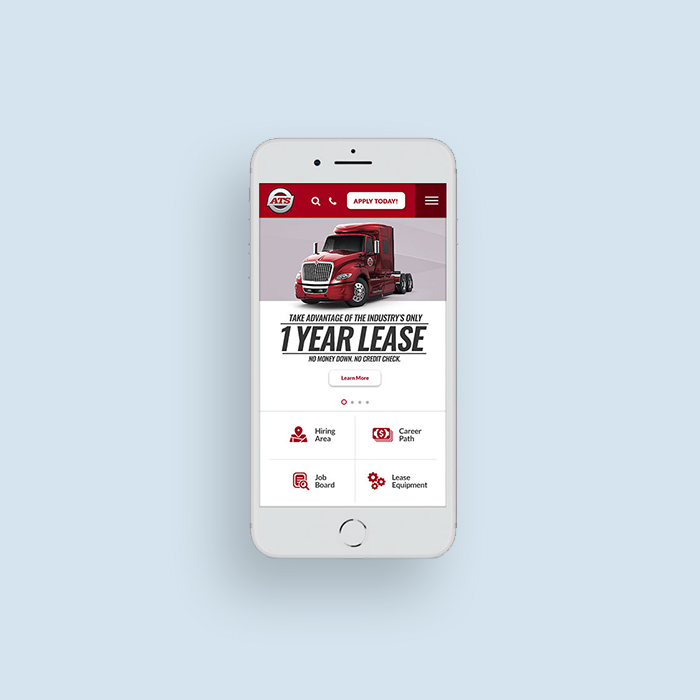 ATS
APPLY TODAY!
TAKE ADVANTAGE OF THE INDUSTRY'S ONLY
1 YEAR LEASE
NO MONEY DOWN. NO CREDIT CHECK.
Learn More
Hiring
Area
Career
Path
Job
Board
Lease
Equipment